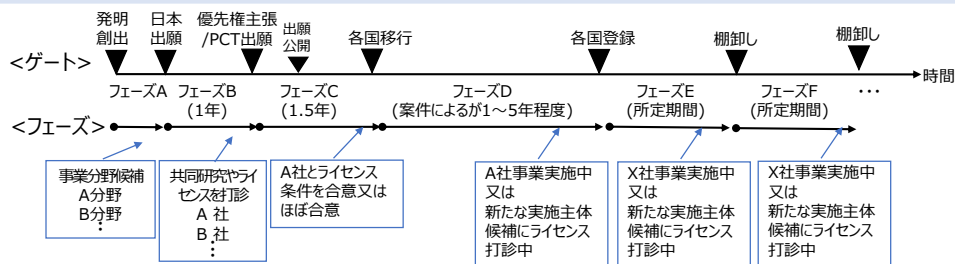 発明
創出
日本
出願
優先権主張
/PCT出願
出願
公開
各国移行
各国登録
棚卸し
棚卸し
<ゲート>
時間
フェーズA
フェーズB
(1年)
フェーズC
(1.5年)
フェーズD
(案件によるが1～5年程度)
フェーズE
(所定期間)
フェーズF
(所定期間)
…
<フェーズ>
事業分野候補
A分野
B分野
…
共同研究やライ
センスを打診
A 社
B 社
…
A社とライセンス
条件を合意又は
ほぼ合意
A社事業実施中
又は
新たな実施主体
候補にライセンス
打診中
X社事業実施中
又は
新たな実施主体
候補にライセンス
打診中
X社事業実施中
又は
新たな実施主体
候補にライセンス
打診中